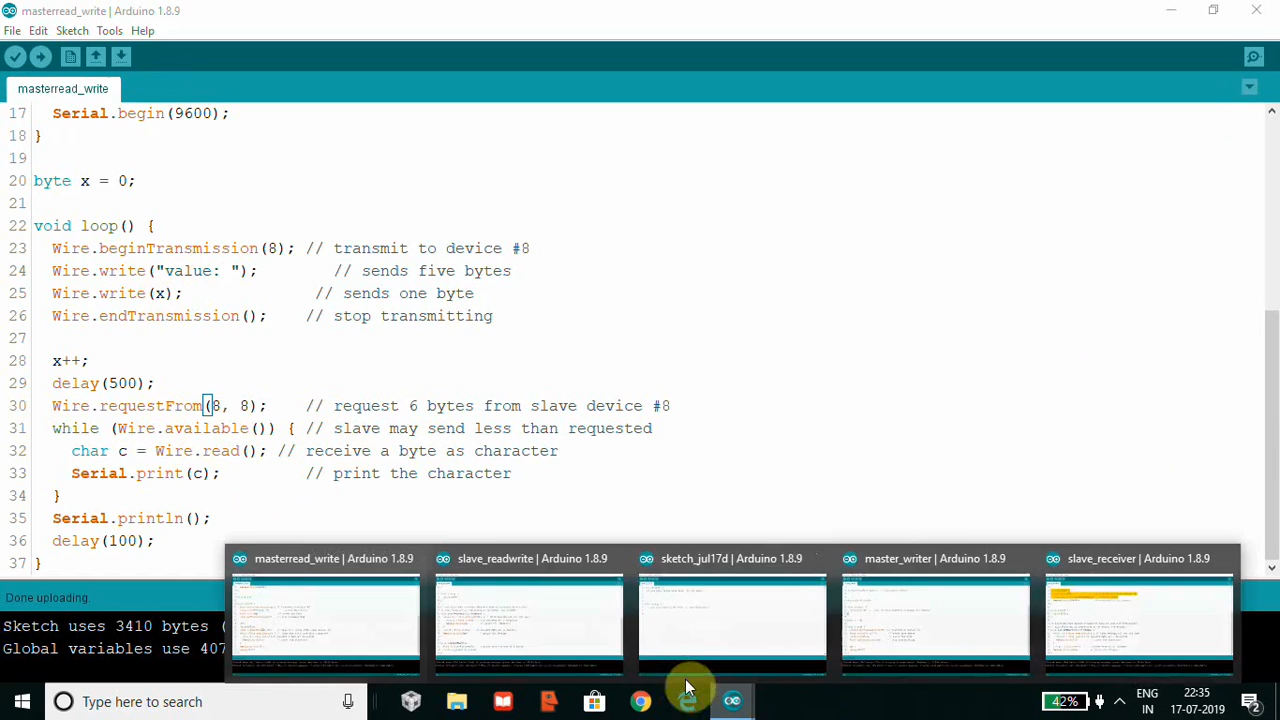 masterread_write | Arduino 1.8.9
File Edit Sketch Tools Help
masterread_write
17 Serial.begin(9600);
18 }
19
20 byte x = 0;
21
22 void loop() {
23 Wire.beginTransmission(8); // transmit to device #8
24 Wire.write("value: "); // sends five bytes
25 Wire.write(x); // sends one byte
26 Wire.endTransmission(); // stop transmitting
27
28 x++;
29 delay(500);
30 Wire.requestFrom(8, 8); // request 6 bytes from slave device #8
31 while (Wire.available()) { // slave may send less than requested
32 char c = Wire.read(); // receive a byte as character
33 Serial.print(c); // print the character
34 }
35 Serial.println();
36 delay(100);
37 }
masterread_write | Arduino 1.8.9 slave_readwrite | Arduino 1.8.9 sketch_jul17d | Arduino 1.8.9 master_writer | Arduino 1.8.9 slave_receiver | Arduino 1.8.9
Done uploading.
Sketch uses 3410 bytes
Global variables use 367
Type here to search
42%
ENG
IN
22:35
17-07-2019
2